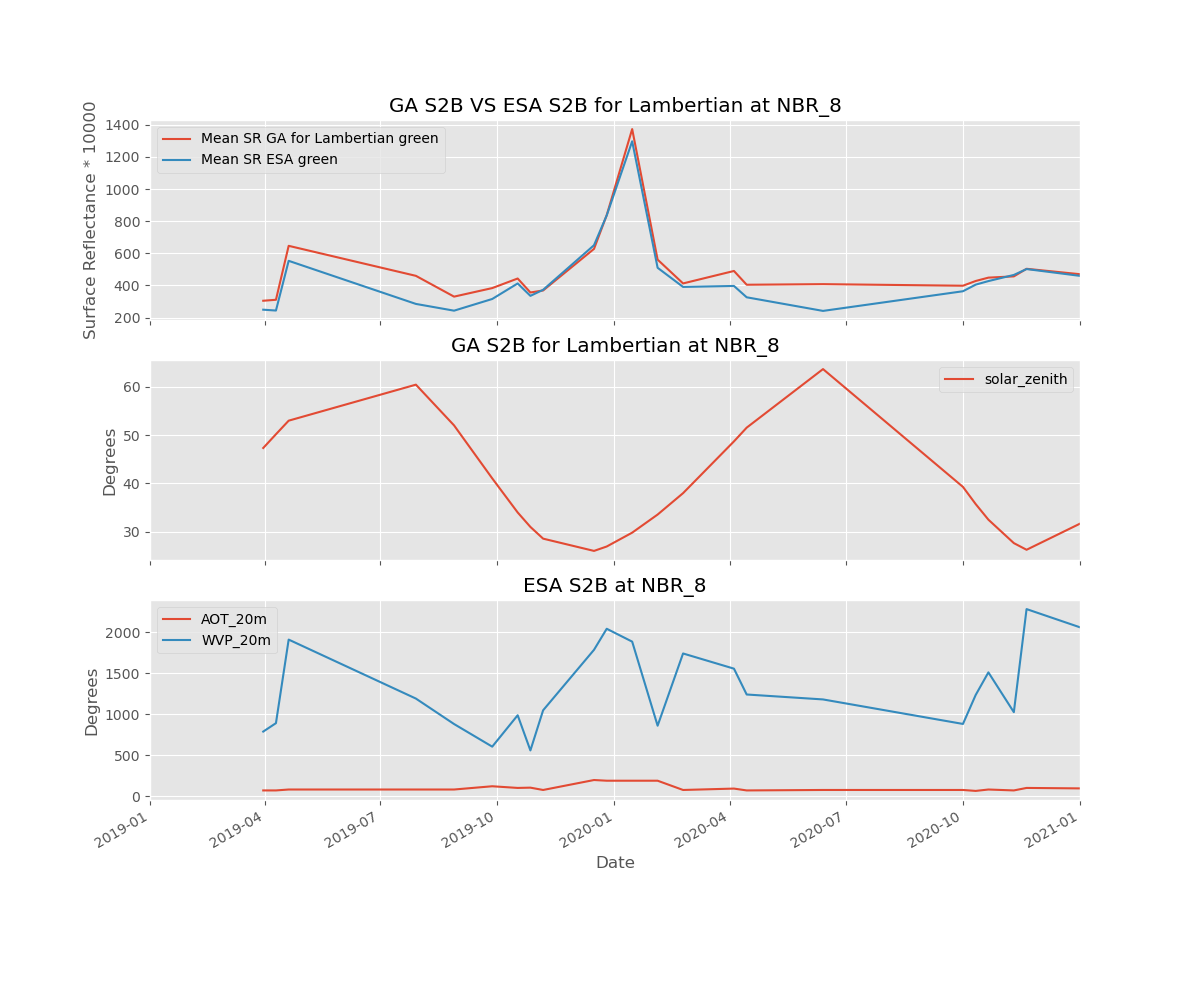 GA S2B VS ESA S2B for Lambertian at NBR_8
Surface Reflectance * 10000
1400
1200
1000
800
600
400
200
Mean SR GA for Lambertian green
Mean SR ESA green
GA S2B for Lambertian at NBR_8
Degrees
60
50
40
30
solar_zenith
ESA S2B at NBR_8
Degrees
2000
1500
1000
500
0
AOT_20m
WVP_20m
2019-01
2019-04
2019-07
2019-10
2020-01
2020-04
2020-07
2020-10
2021-01
Date